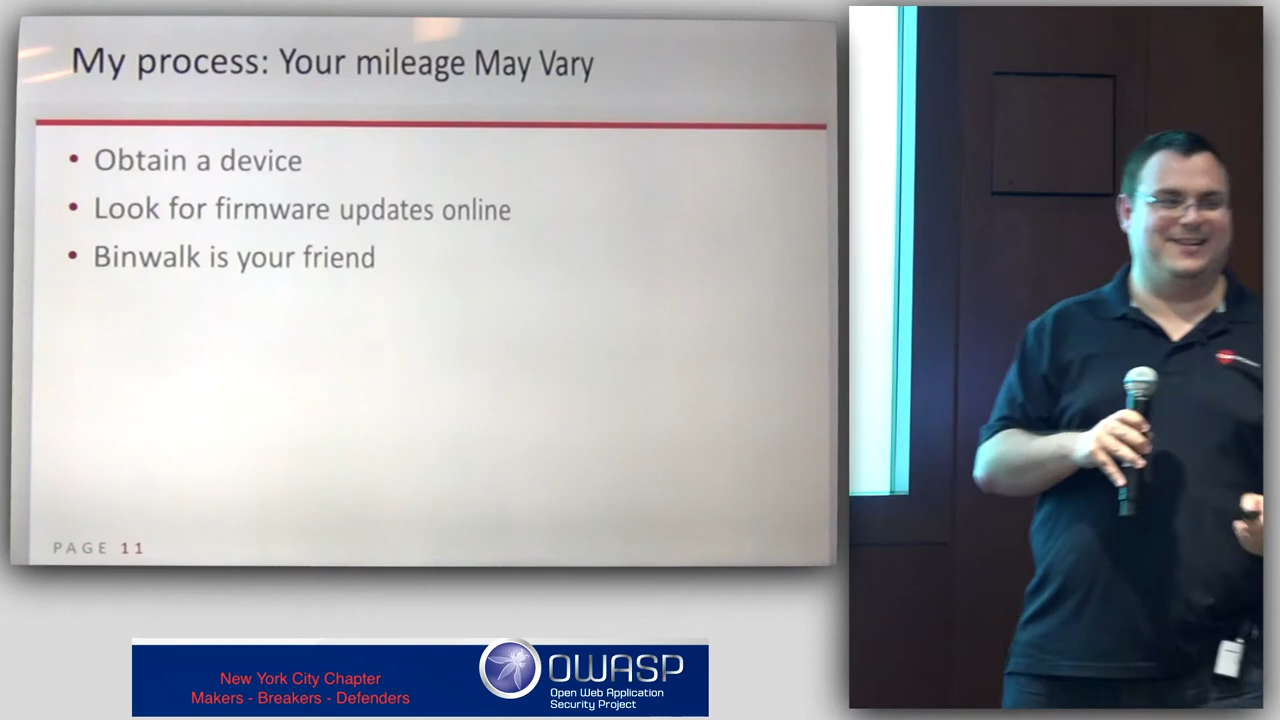 My process: Your mileage May Vary
• Obtain a device
• Look for firmware updates online
• Binwalk is your friend
PAGE 11
New York City Chapter
Makers - Breakers - Defenders
OWASP
Open Web Application
Security Project